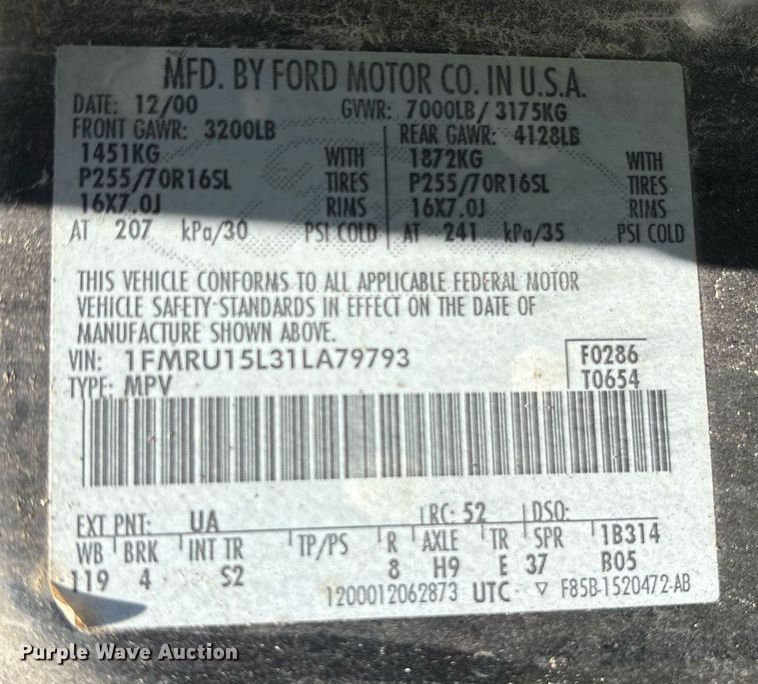 MFD. BY FORD MOTOR CO. IN U.S.A.
DATE: 12/00 GVWR: 7000LB/ 3175KG
FRONT GAWR: 3200LB REAR GAWR: 4128LB
1451KG WITH 1872KG WITH
P255/70R16SL TIRES P255/70R16SL TIRES
16X7.0J RIMS 16X7.0J RIMS
AT 207 kPa/30 PSI COLD AT 241 kPa/35 PSI COLD
THIS VEHICLE CONFORMS TO ALL APPLICABLE FEDERAL MOTOR
VEHICLE SAFETY STANDARDS IN EFFECT ON THE DATE OF
MANUFACTURE SHOWN ABOVE.
VIN: 1FMRU15L31LA79793 F0286
TYPE: MPV T0654
EXT PNT: UA RC: 52 DSO:
WB BRK INT TR TP/PS R AXLE TR SPR 1B314
119 4 S2 8 H9 E 37 B05
1200012062873 UTC ▽ F85B-1520472-AB
Purple Wave Auction